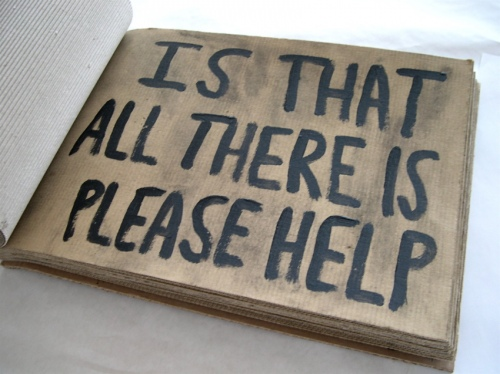 IS THAT
ALL THERE IS
PLEASE HELP